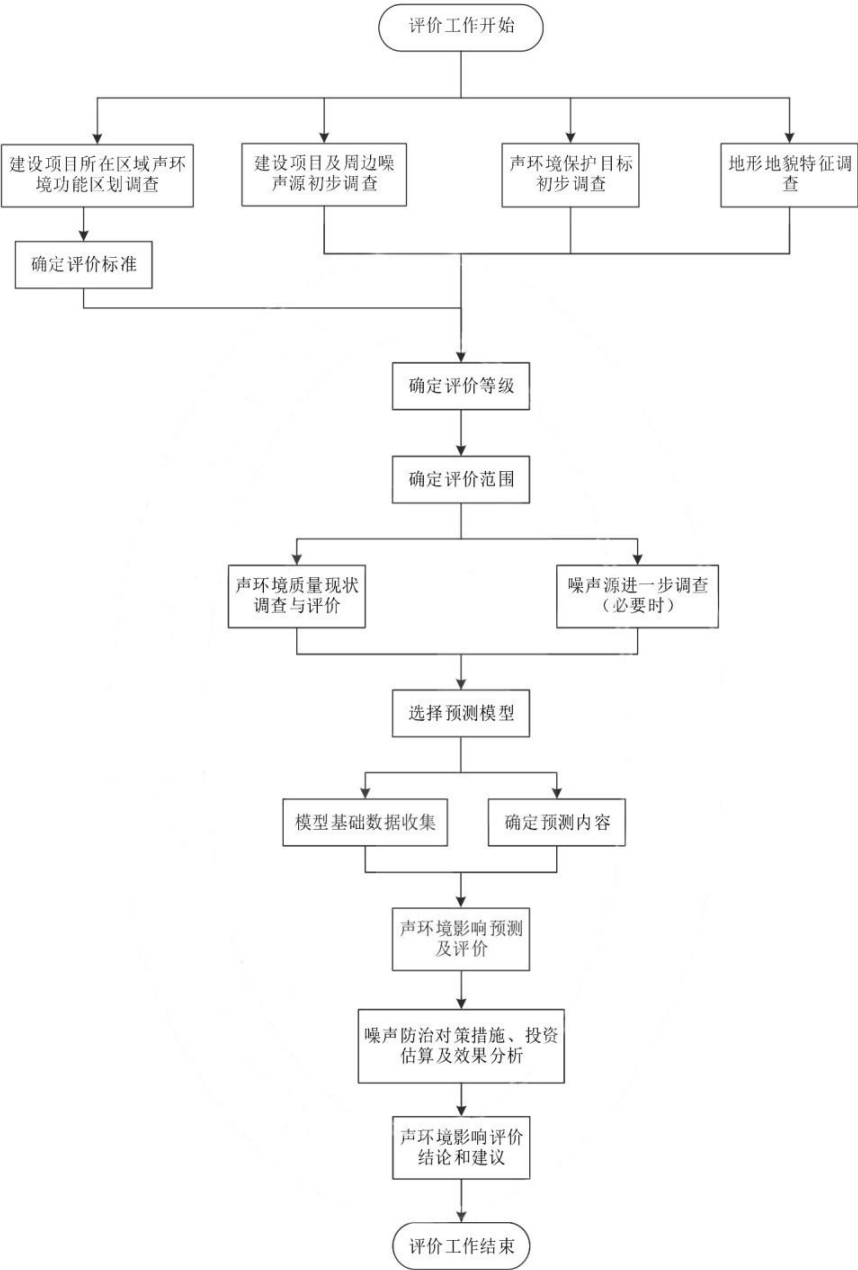 评价工作开始
建设项目所在区域声环
境功能区划调查
建设项目及周边噪
声源初步调查
声环境保护目标
初步调查
地形地貌特征调
查
确定评价标准
确定评价等级
确定评价范围
声环境质量现状
调查与评价
噪声源进一步调查
（必要时）
选择预测模型
模型基础数据收集
确定预测内容
声环境影响预测
及评价
噪声防治对策措施、投资
估算及效果分析
声环境影响评价
结论和建议
评价工作结束